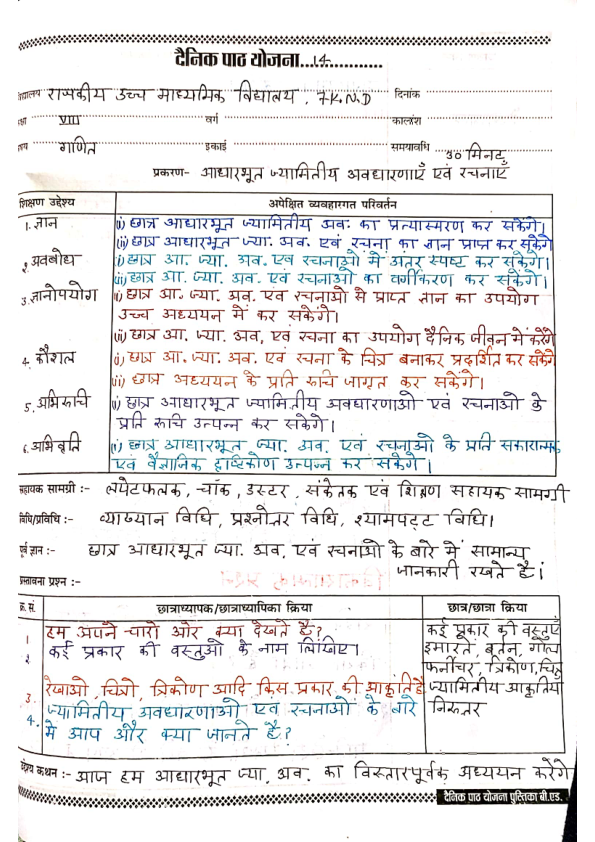 दैनिक पाठ योजना...14............
विद्यालय राजकीय उच्च माध्यमिक विद्यालय, 7K.N.D दिनांक
कक्षा VIII वर्ग कालांश
विषय गणित इकाई समयावधि 30 मिनट
प्रकरण- आधारभूत ज्यामितीय अवधारणाएँ एवं रचनाएँ
शिक्षण उद्देश्य अपेक्षित व्यवहारगत परिवर्तन
1. ज्ञान (i) छात्र आधारभूत ज्यामितीय अव. का प्रत्यास्मरण कर सकेंगे।
(ii) छात्र आधारभूत ज्या. अव. एवं रचना का ज्ञान प्राप्त कर सकेंगे
2. अवबोध (i) छात्र आ. ज्या. अव. एवं रचनाओं में अंतर स्पष्ट कर सकेंगे।
(ii) छात्र आ. ज्या. अव. एवं रचनाओ का वर्गीकरण कर सकेंगे।
3. ज्ञानोपयोग (i) छात्र आ. ज्या. अव. एवं रचनाओ से प्राप्त ज्ञान का उपयोग
उच्च अध्ययन में कर सकेंगे।
(ii) छात्र आ. ज्या. अव. एवं रचना का उपयोग दैनिक जीवन में करेंगे
4. कौशल (i) छात्र आ. ज्या. अव. एवं रचना के चित्र बनाकर प्रदर्शित कर सकेंगे
(ii) छात्र अध्ययन के प्रति रुचि जागृत कर सकेंगे।
5. अभिरुचि (i) छात्र आधारभूत ज्यामितीय अवधारणाओ एवं रचनाओ के
प्रति रुचि उत्पन्न कर सकेंगे।
6. अभिवृति (i) छात्र आधारभूत ज्या. अव. एवं रचनाओ के प्रति सकारात्मक
एवं वैज्ञानिक दृष्टिकोण उत्पन्न कर सकेंगे।
सहायक सामग्री :- लपेटफलक, चॉक, डस्टर, संकेतक एवं शिक्षण सहायक सामग्री
विधि/प्रविधि :- व्याख्यान विधि, प्रश्नोत्तर विधि, श्यामपट्ट विधि।
पूर्व ज्ञान :- छात्र आधारभूत ज्या. अव. एवं रचनाओ के बारे में सामान्य
जानकारी रखते है।
प्रस्तावना प्रश्न :-
क्र. सं. छात्राध्यापक/छात्राध्यापिका क्रिया छात्र/छात्रा क्रिया
1 हम अपने चारो ओर क्या देखते है? कई प्रकार की वस्तुएँ
2 कई प्रकार की वस्तुओ के नाम लिखिए। इमारते, बर्तन, गोल
फर्नीचर, त्रिकोण, चित्र
3. रेखाओ, चित्रो, त्रिकोण आदि किस प्रकार की आकृति है ज्यामितीय आकृतियाँ
4. ज्यामितीय अवधारणाओ एवं रचनाओं के बारे निरुत्तर
में आप और क्या जानते है?
उद्देश्य कथन :- आज हम आधारभूत ज्या. अव. का विस्तारपूर्वक अध्ययन करेंगे
दैनिक पाठ योजना पुस्तिका बी.एड.